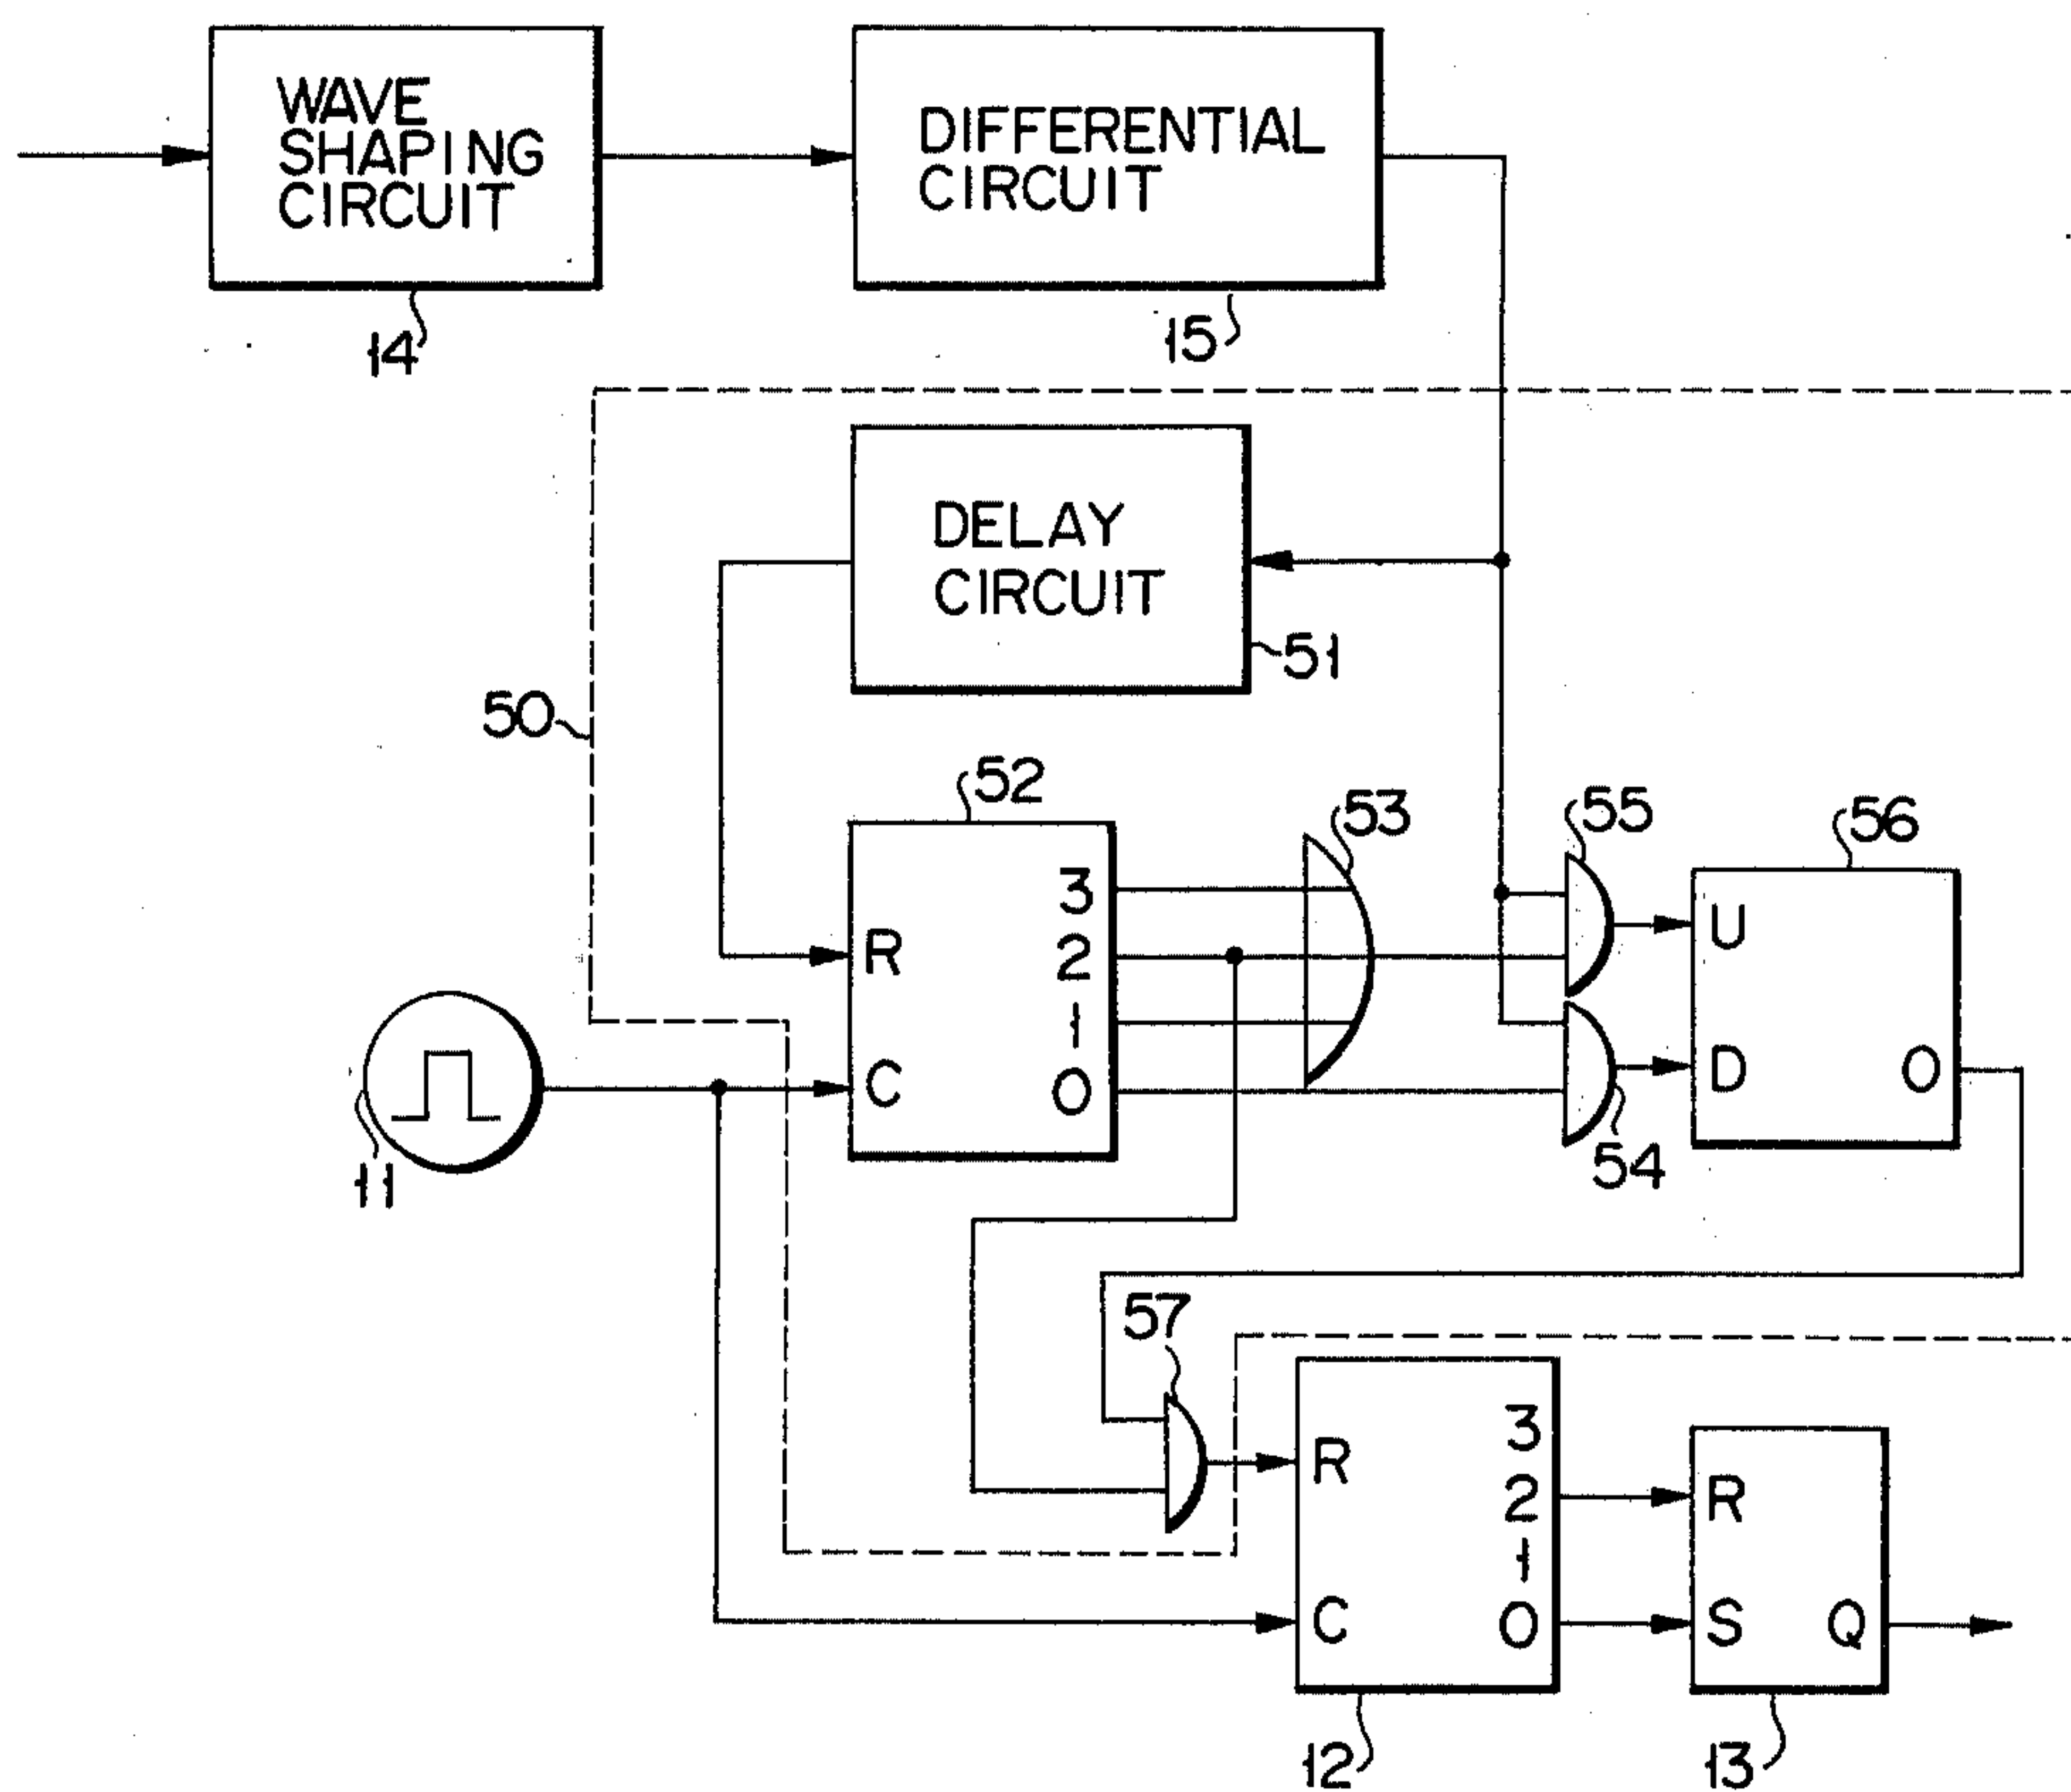 WAVE
SHAPING
CIRCUIT
14
DIFFERENTIAL
CIRCUIT
15
DELAY
CIRCUIT
51
50
52
R
C
3
2
1
0
53
55
54
56
U
D
O
11
57
R
C
3
2
1
0
12
R
S
Q
13